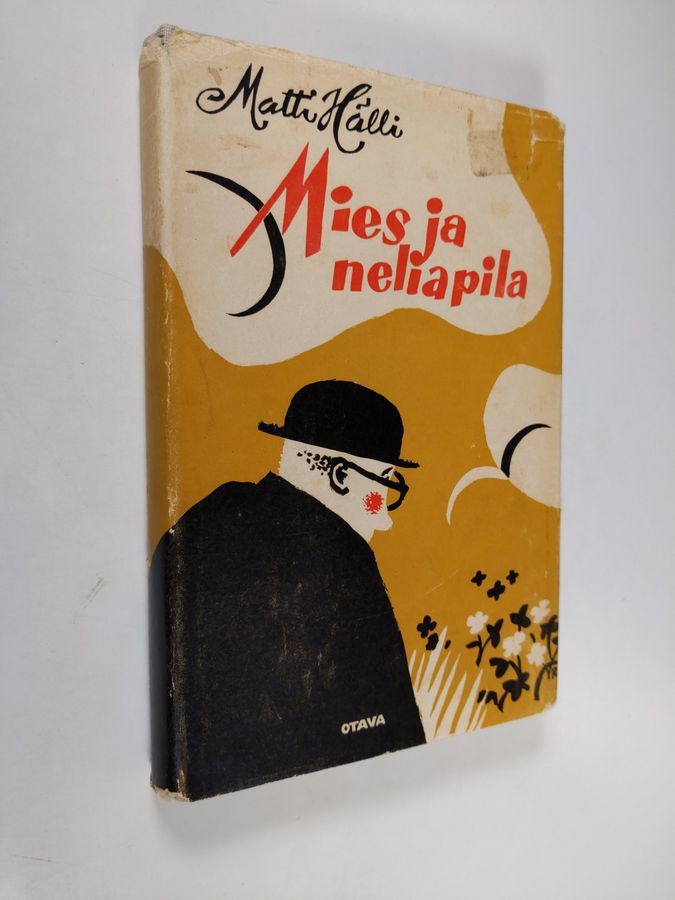 Matti Hälli
Mies ja
neliapila
OTAVA